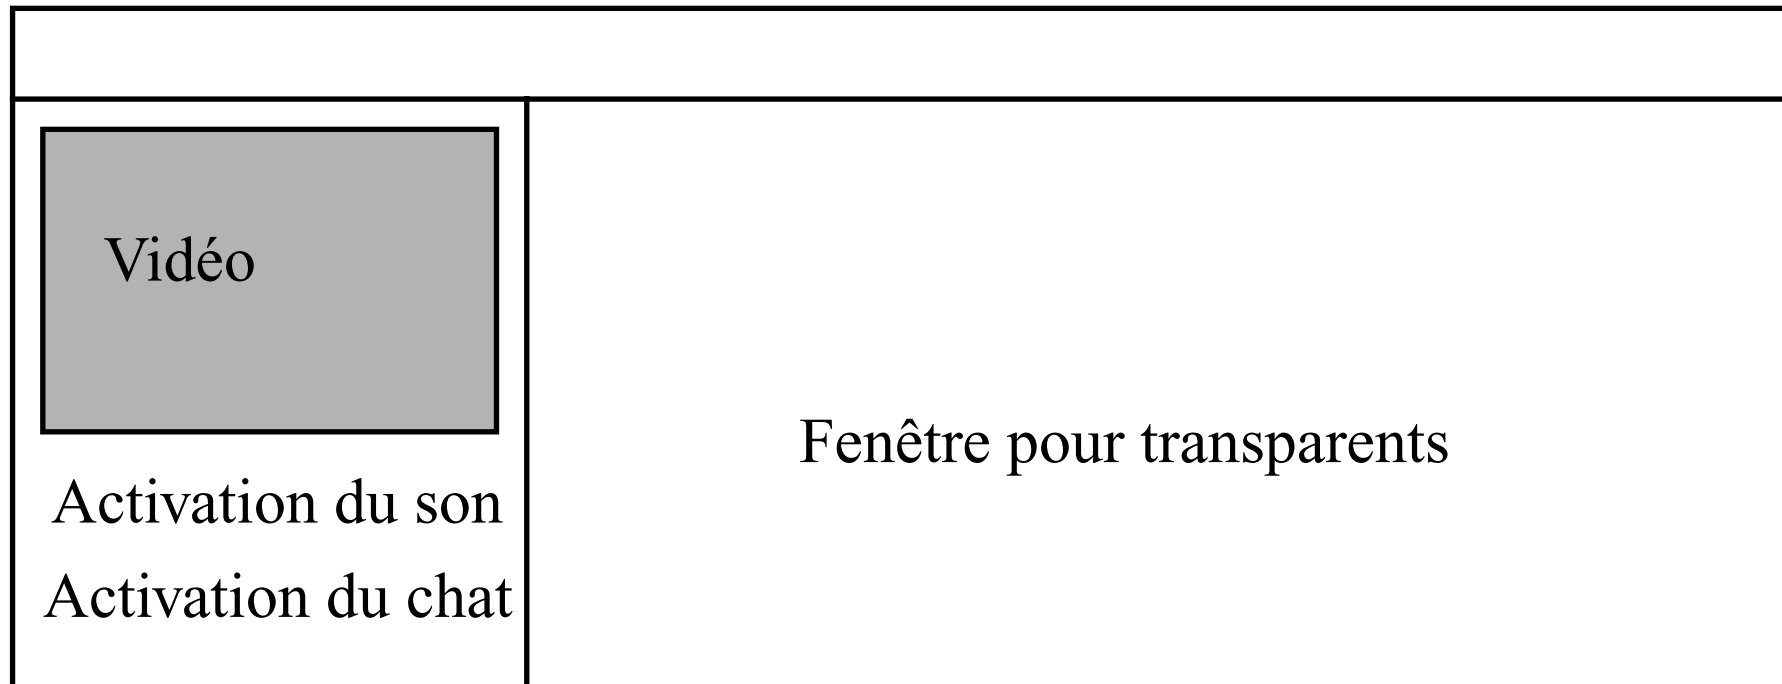 Vidéo
Activation du son
Activation du chat
Fenêtre pour transparents